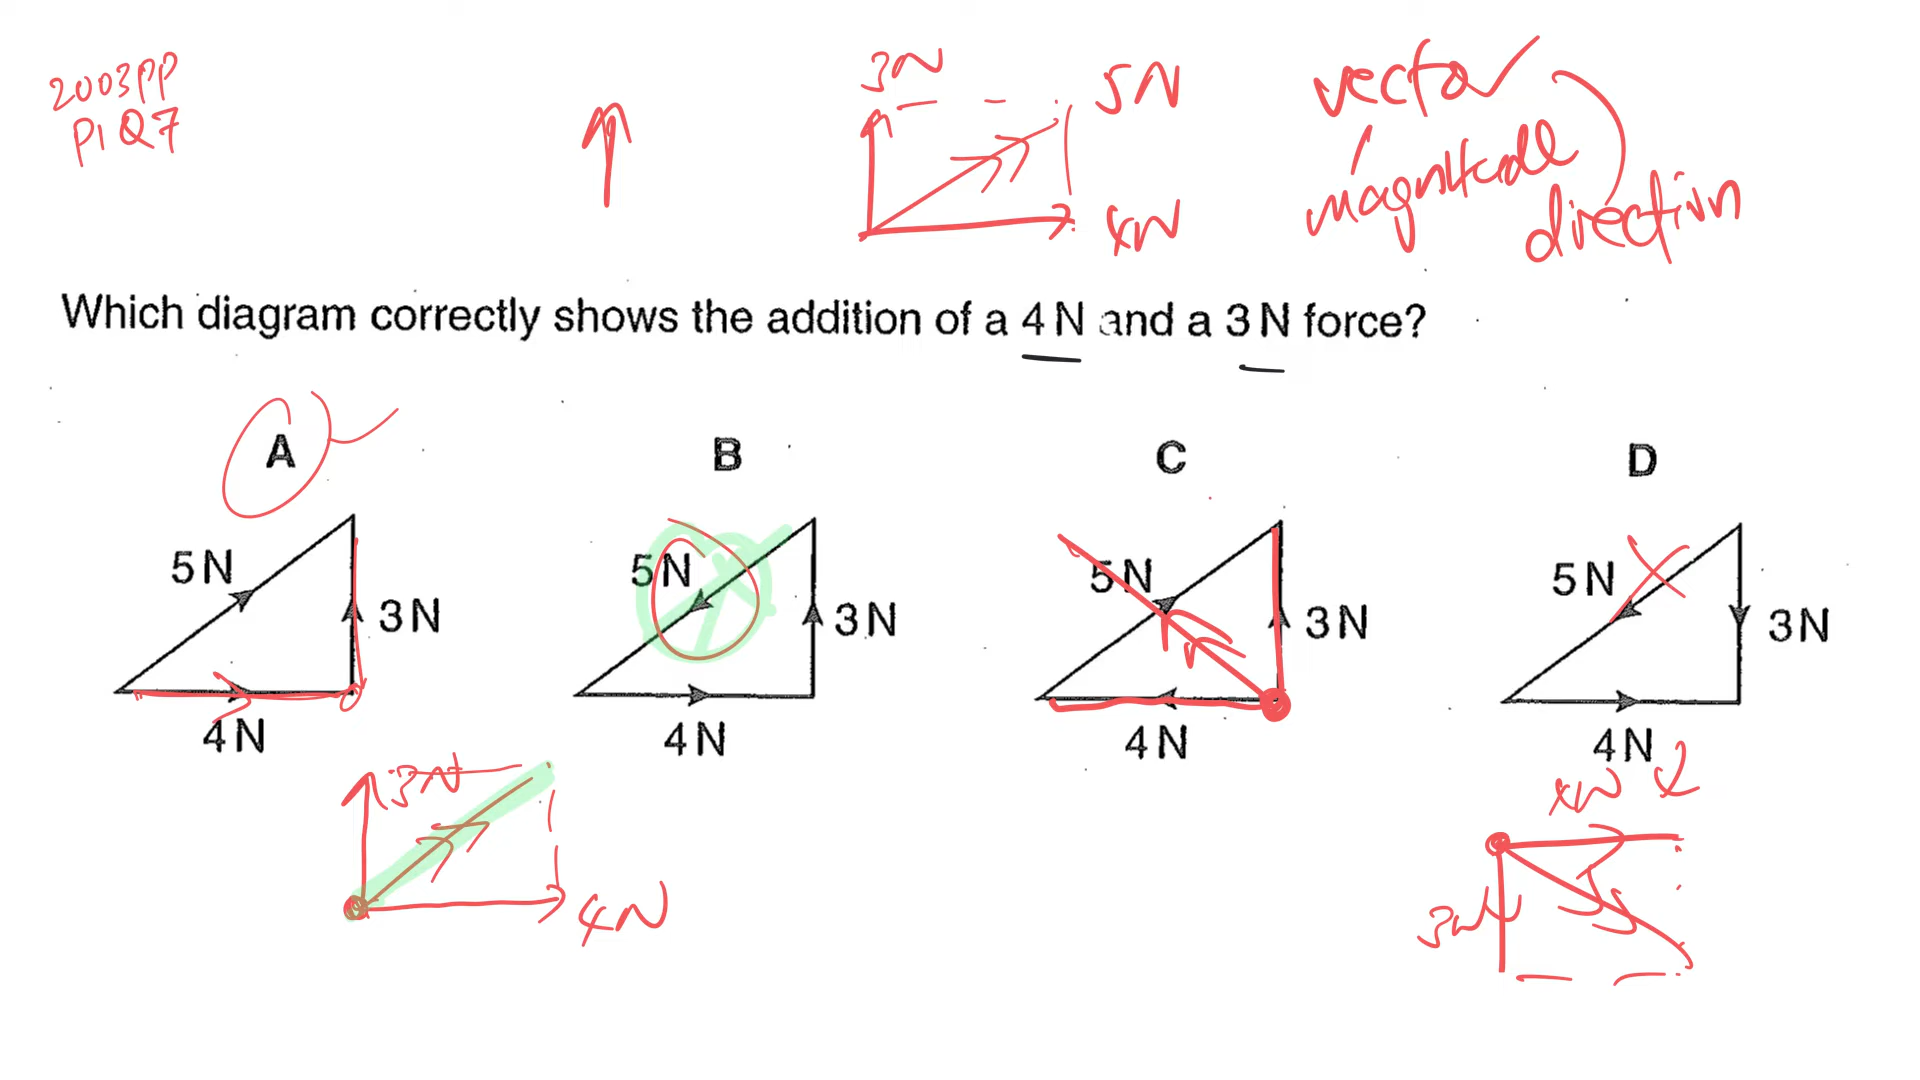 2003PP
P1 Q7
3N
5N
4N
vector
magnitude
direction
Which diagram correctly shows the addition of a 4 N and a 3 N force?
A B C D
5 N 3 N 4 N
5 N 3 N 4 N
5 N 3 N 4 N
5 N 3 N 4 N
3N
4N
4N
3N